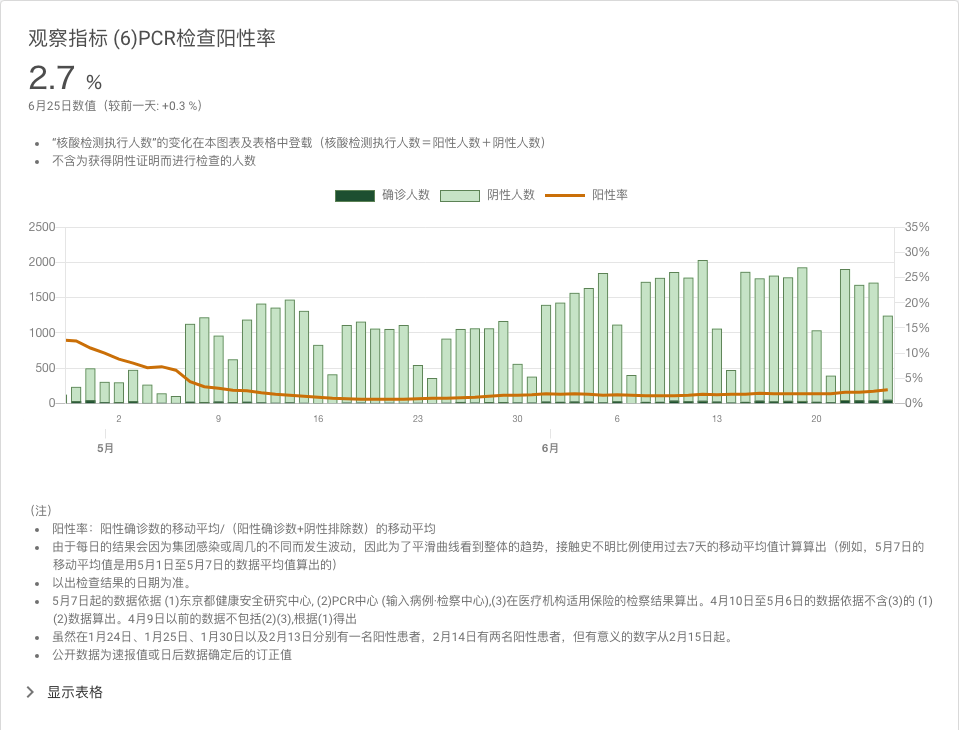 观察指标 (6)PCR检查阳性率
2.7 %
6月25日数值（较前一天: +0.3 %）
“核酸检测执行人数”的变化在本图表及表格中登载（核酸检测执行人数＝阳性人数＋阴性人数）
不含为获得阴性证明而进行检查的人数
确诊人数 阴性人数 阳性率
2500 35%
30%
2000
25%
1500 20%
15%
1000
10%
500
5%
0 0%
2 9 16 23 30 6 13 20
5月 6月
（注）
阳性率：阳性确诊数的移动平均/（阳性确诊数+阴性排除数）的移动平均
由于每日的结果会因为集团感染或周几的不同而发生波动，因此为了平滑曲线看到整体的趋势，接触史不明比例使用过去7天的移动平均值计算算出（例如，5月7日的
移动平均值是用5月1日至5月7日的数据平均值算出的）
以出检查结果的日期为准。
5月7日起的数据依据 (1)东京都健康安全研究中心, (2)PCR中心 (输入病例·检察中心),(3)在医疗机构适用保险的检察结果算出。4月10日至5月6日的数据依据不含(3)的 (1)
(2)数据算出。4月9日以前的数据不包括(2)(3),根据(1)得出
虽然在1月24日、1月25日、1月30日以及2月13日分别有一名阳性患者，2月14日有两名阳性患者，但有意义的数字从2月15日起。
公开数据为速报值或日后数据确定后的订正值
显示表格